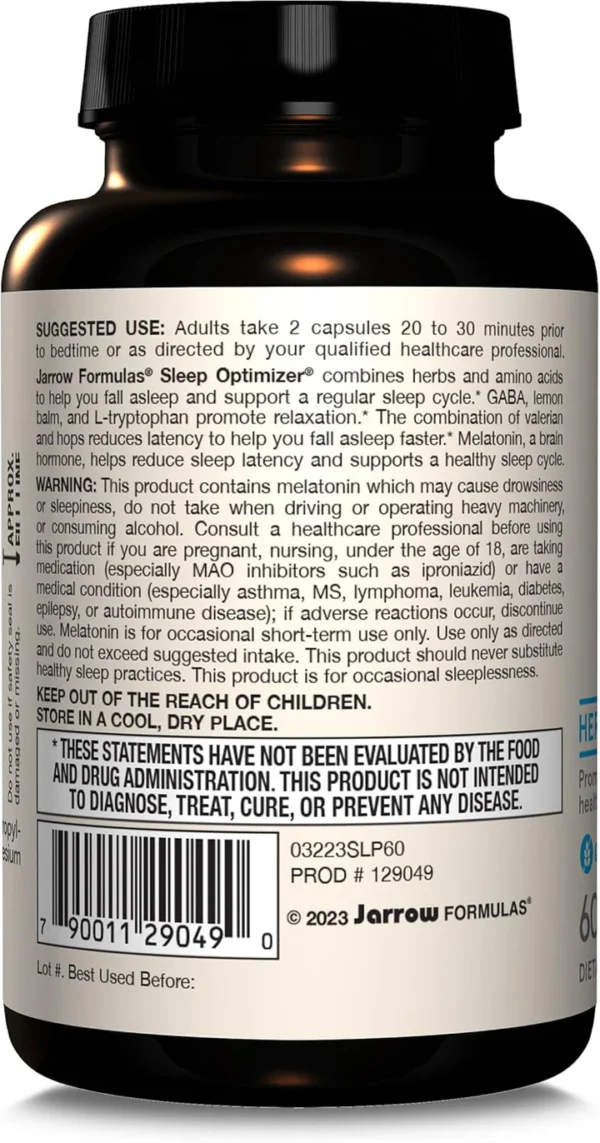 SUGGESTED USE: Adults take 2 capsules 20 to 30 minutes prior
to bedtime or as directed by your qualified healthcare professional.
Jarrow Formulas® Sleep Optimizer® combines herbs and amino acids
to help you fall asleep and support a regular sleep cycle.* GABA, lemon
balm, and L-tryptophan promote relaxation.* The combination of valerian
and hops reduces latency to help you fall asleep faster.* Melatonin, a brain
hormone, helps reduce sleep latency and supports a healthy sleep cycle.
WARNING: This product contains melatonin which may cause drowsiness
or sleepiness, do not take when driving or operating heavy machinery,
or consuming alcohol. Consult a healthcare professional before using
this product if you are pregnant, nursing, under the age of 18, are taking
medication (especially MAO inhibitors such as iproniazid) or have a
medical condition (especially asthma, MS, lymphoma, leukemia, diabetes,
epilepsy, or autoimmune disease); if adverse reactions occur, discontinue
use. Melatonin is for occasional short-term use only. Use only as directed
and do not exceed suggested intake. This product should never substitute
healthy sleep practices. This product is for occasional sleeplessness.
KEEP OUT OF THE REACH OF CHILDREN.
STORE IN A COOL, DRY PLACE.
*THESE STATEMENTS HAVE NOT BEEN EVALUATED BY THE FOOD
AND DRUG ADMINISTRATION. THIS PRODUCT IS NOT INTENDED
TO DIAGNOSE, TREAT, CURE, OR PREVENT ANY DISEASE.
7 90011 29049 0
03223SLP60
PROD # 129049
© 2023 Jarrow FORMULAS®
Lot #. Best Used Before:
APPROX.
Do not use if safety seal is
damaged or missing.
60